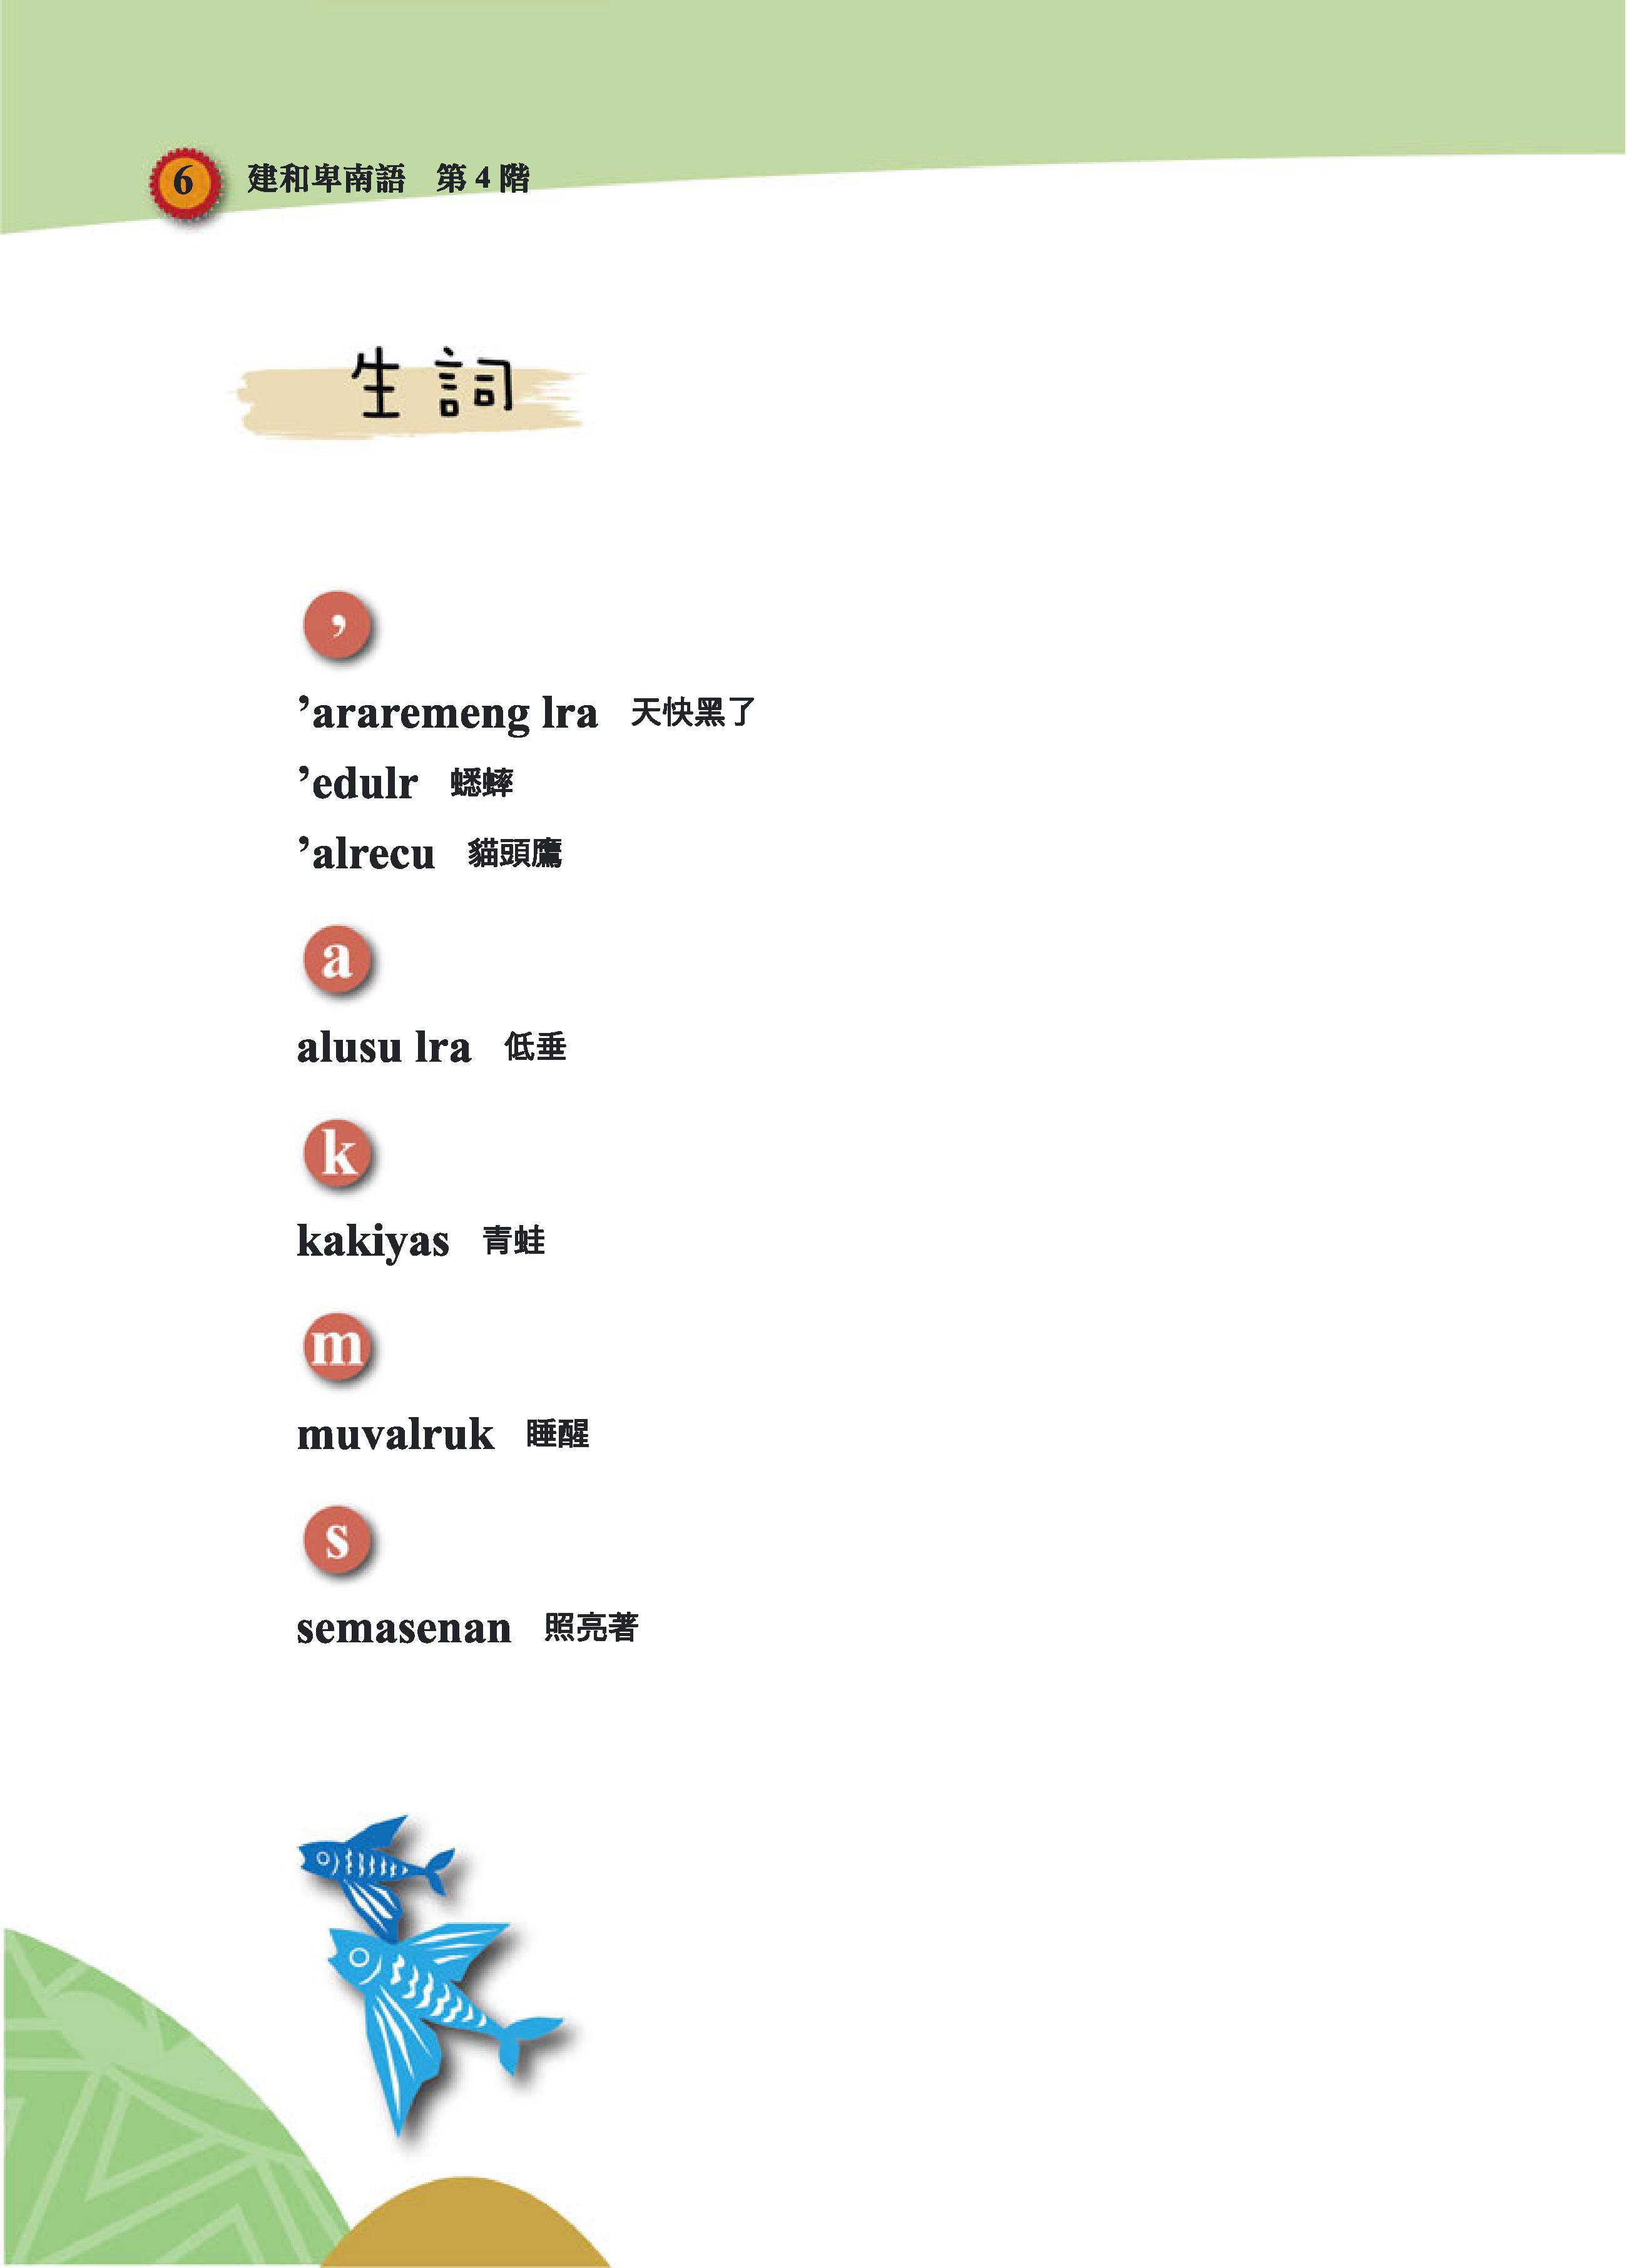 6 建和卑南語 第 4 階
生詞
’
’araremeng lra 天快黑了
’edulr 蟋蟀
’alrecu 貓頭鷹
a
alusu lra 低垂
k
kakiyas 青蛙
m
muvalruk 睡醒
s
semasenan 照亮著